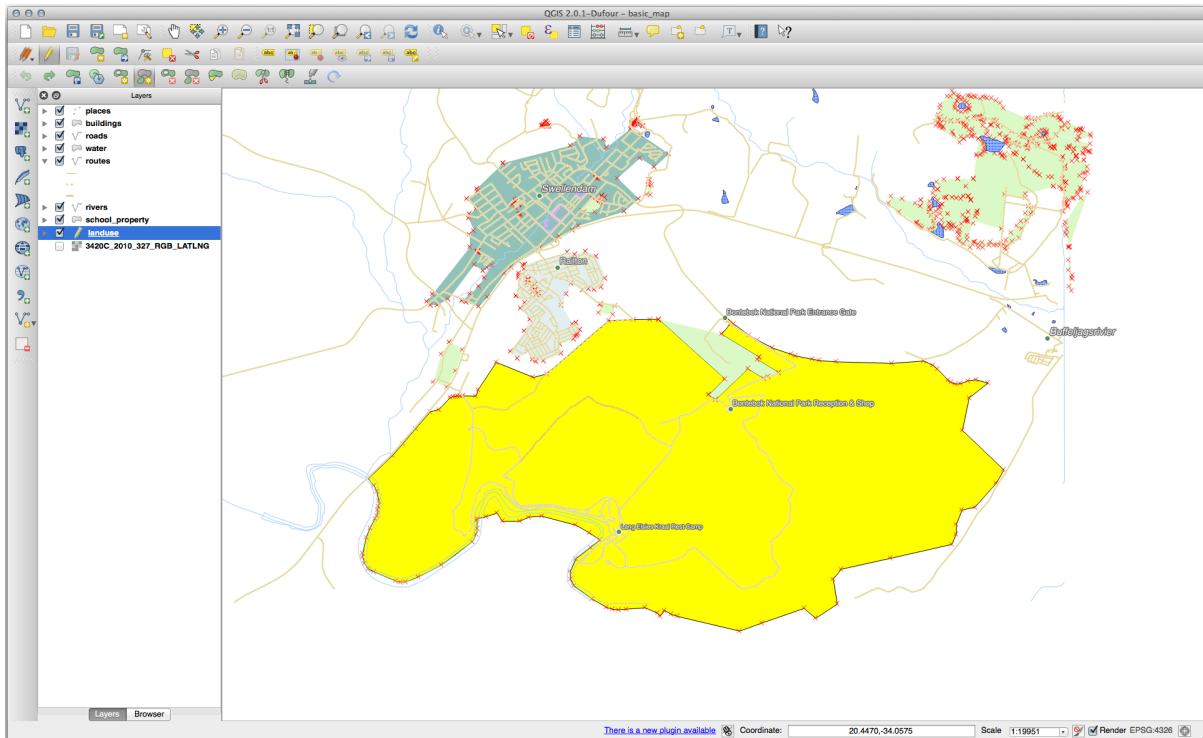 QGIS 2.0.1-Dufour - basic_map
Layers
places
buildings
roads
water
routes
rivers
school_property
landuse
3420C_2010_327_RGB_LATLNG
Swellendam
Railton
Bontebok National Park Entrance Gate
Buffeljagsrivier
Bontebok National Park Reception & Shop
Lang Elsies Kraal Rest Camp
Layers
Browser
There is a new plugin available
Coordinate:
20.4470,-34.0575
Scale
1:19951
Render
EPSG:4326